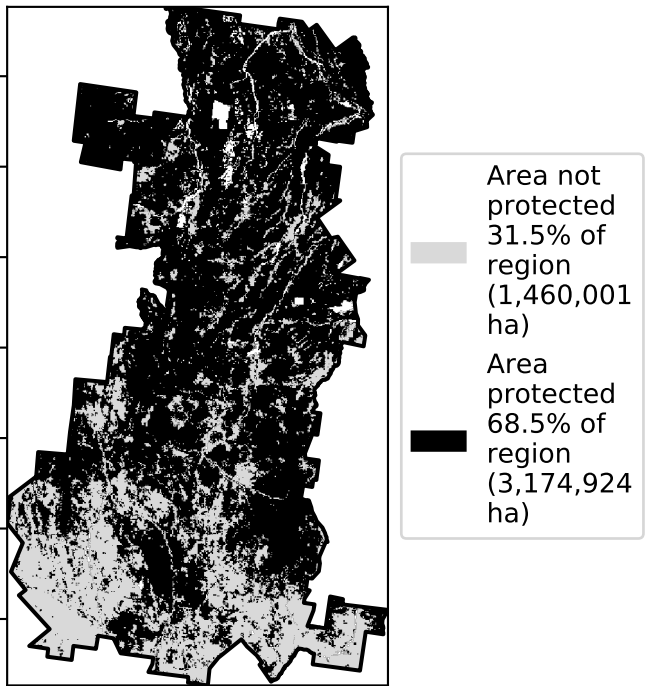 Area not
protected
31.5% of
region
(1,460,001
ha)
Area
protected
68.5% of
region
(3,174,924
ha)